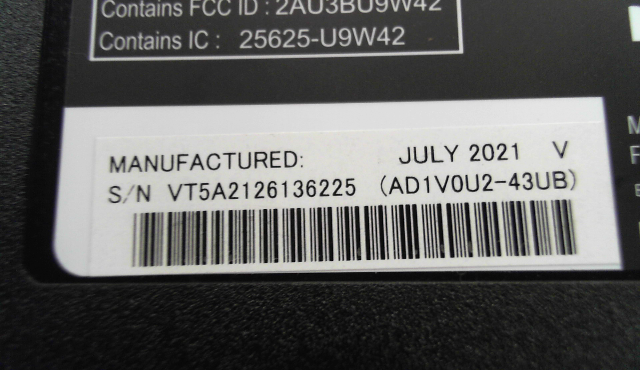 Contains FCC ID : 2AU3BU9W42
Contains IC : 25625-U9W42
MANUFACTURED: JULY 2021 V
S/N VT5A2126136225 (AD1V0U2-43UB)